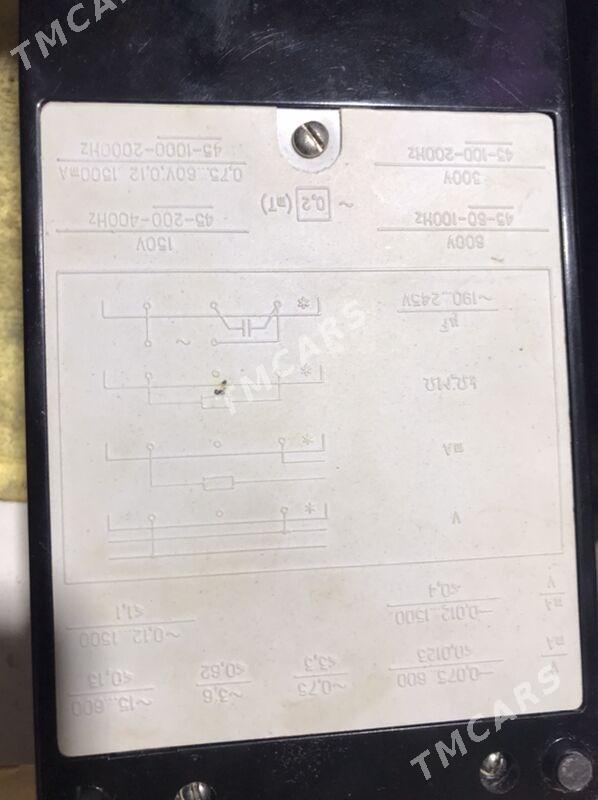 TMCARS
V
mA
−0,075...600
≤0,0123
~0,75
≤3,3
~3,6
≤0,62
~15...600
≤0,13
mA
V
−0,012...1500
≤0,4
~0,12...1500
≤1,1
V
*
mA
*
kΩ,MΩ
*
µF
~190...245V
*
~
600V
45-60-100Hz
150V
45-200-400Hz
~ 0,2 (mT)
300V
45-100-200Hz
0,75...60V,0,12...1500mA
45-1000-2000Hz
TMCARS
TMCARS